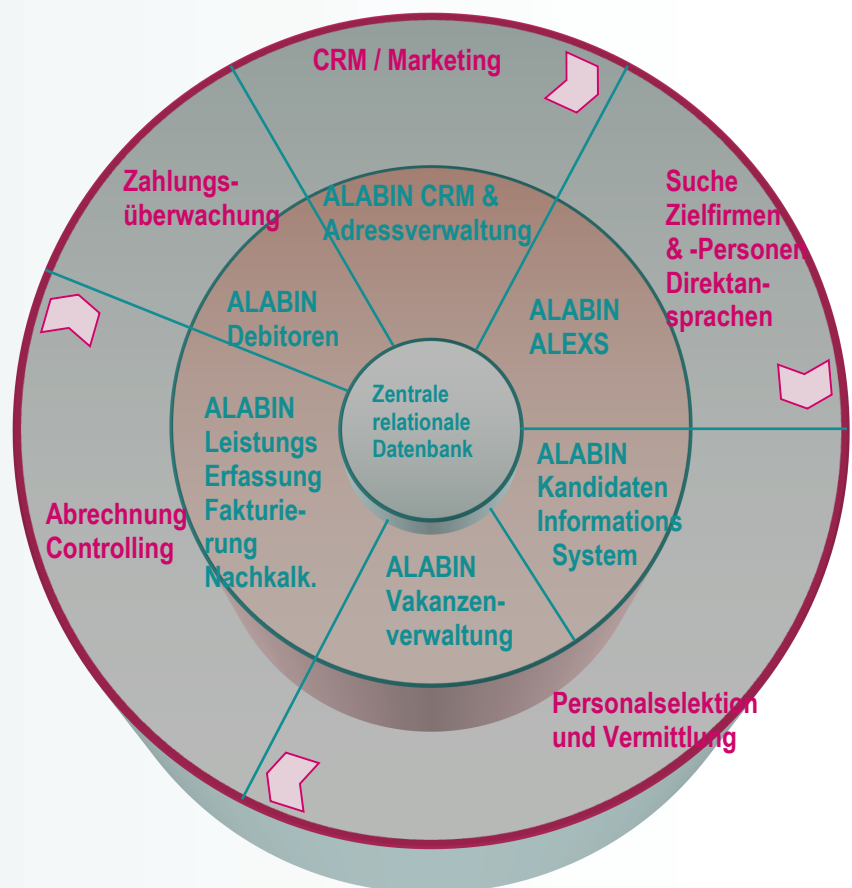 CRM / Marketing
Suche
Zielfirmen
& -Personen
Direktan-
sprachen
Personalselektion
und Vermittlung
Abrechnung
Controlling
Zahlungs-
überwachung
ALABIN CRM &
Adressverwaltung
ALABIN
ALEXS
ALABIN
Kandidaten
Informations
System
ALABIN
Vakanzen-
verwaltung
ALABIN
Leistungs
Erfassung
Fakturie-
rung
Nachkalk.
ALABIN
Debitoren
Zentrale
relationale
Datenbank